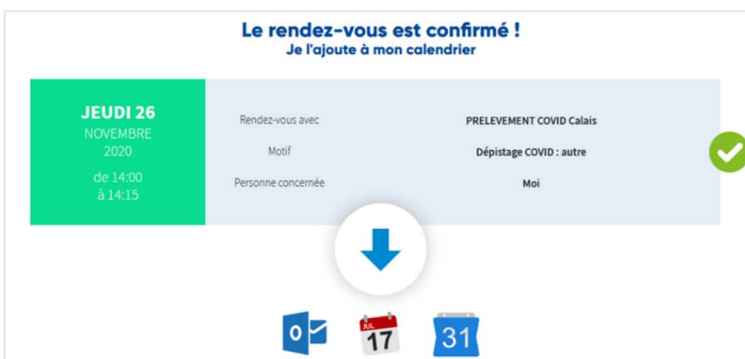 Le rendez-vous est confirmé !
Je l'ajoute à mon calendrier
JEUDI 26
NOVEMBRE
2020
de 14:00
à 14:15
Rendez-vous avec
PRELEVEMENT COVID Calais
Motif
Dépistage COVID : autre
Personne concernée
Moi
o
JUL
17
31